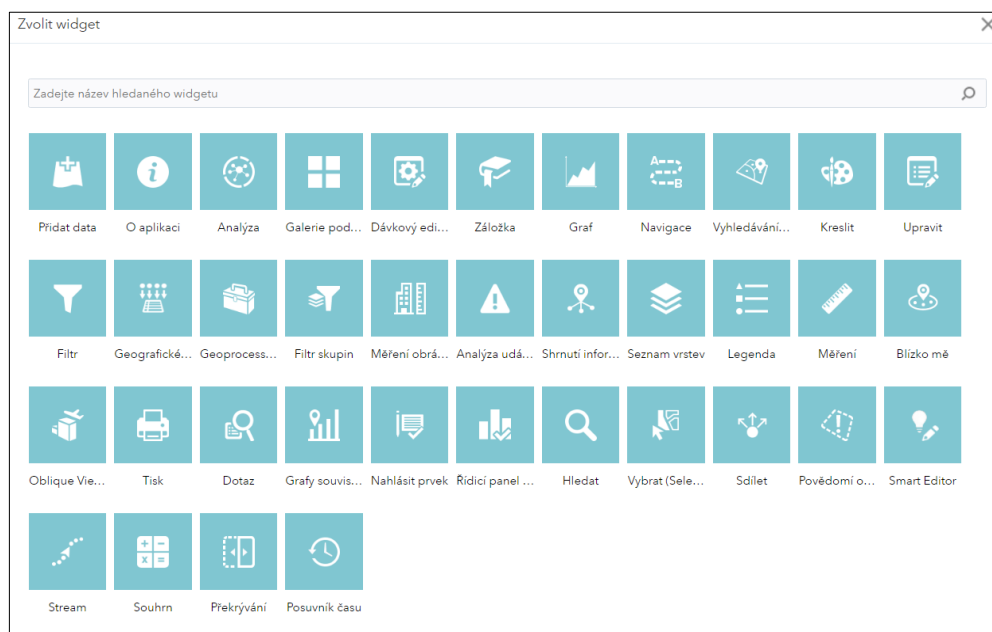 Zvolit widget
Zadejte název hledaného widgetu
Přidat data O aplikaci Analýza Galerie pod... Dávkový edi... Záložka Graf Navigace Vyhledávání... Kreslit Upravit
Filtr Geografické... Geoprocess... Filtr skupin Měření obrá... Analýza udá... Shrnutí infor... Seznam vrstev Legenda Měření Blízko mě
Oblique Vie... Tisk Dotaz Grafy souvis... Nahlásit prvek Řídicí panel ... Hledat Vybrat (Sele... Sdílet Povědomí o... Smart Editor
Stream Souhrn Překrývání Posuvník času